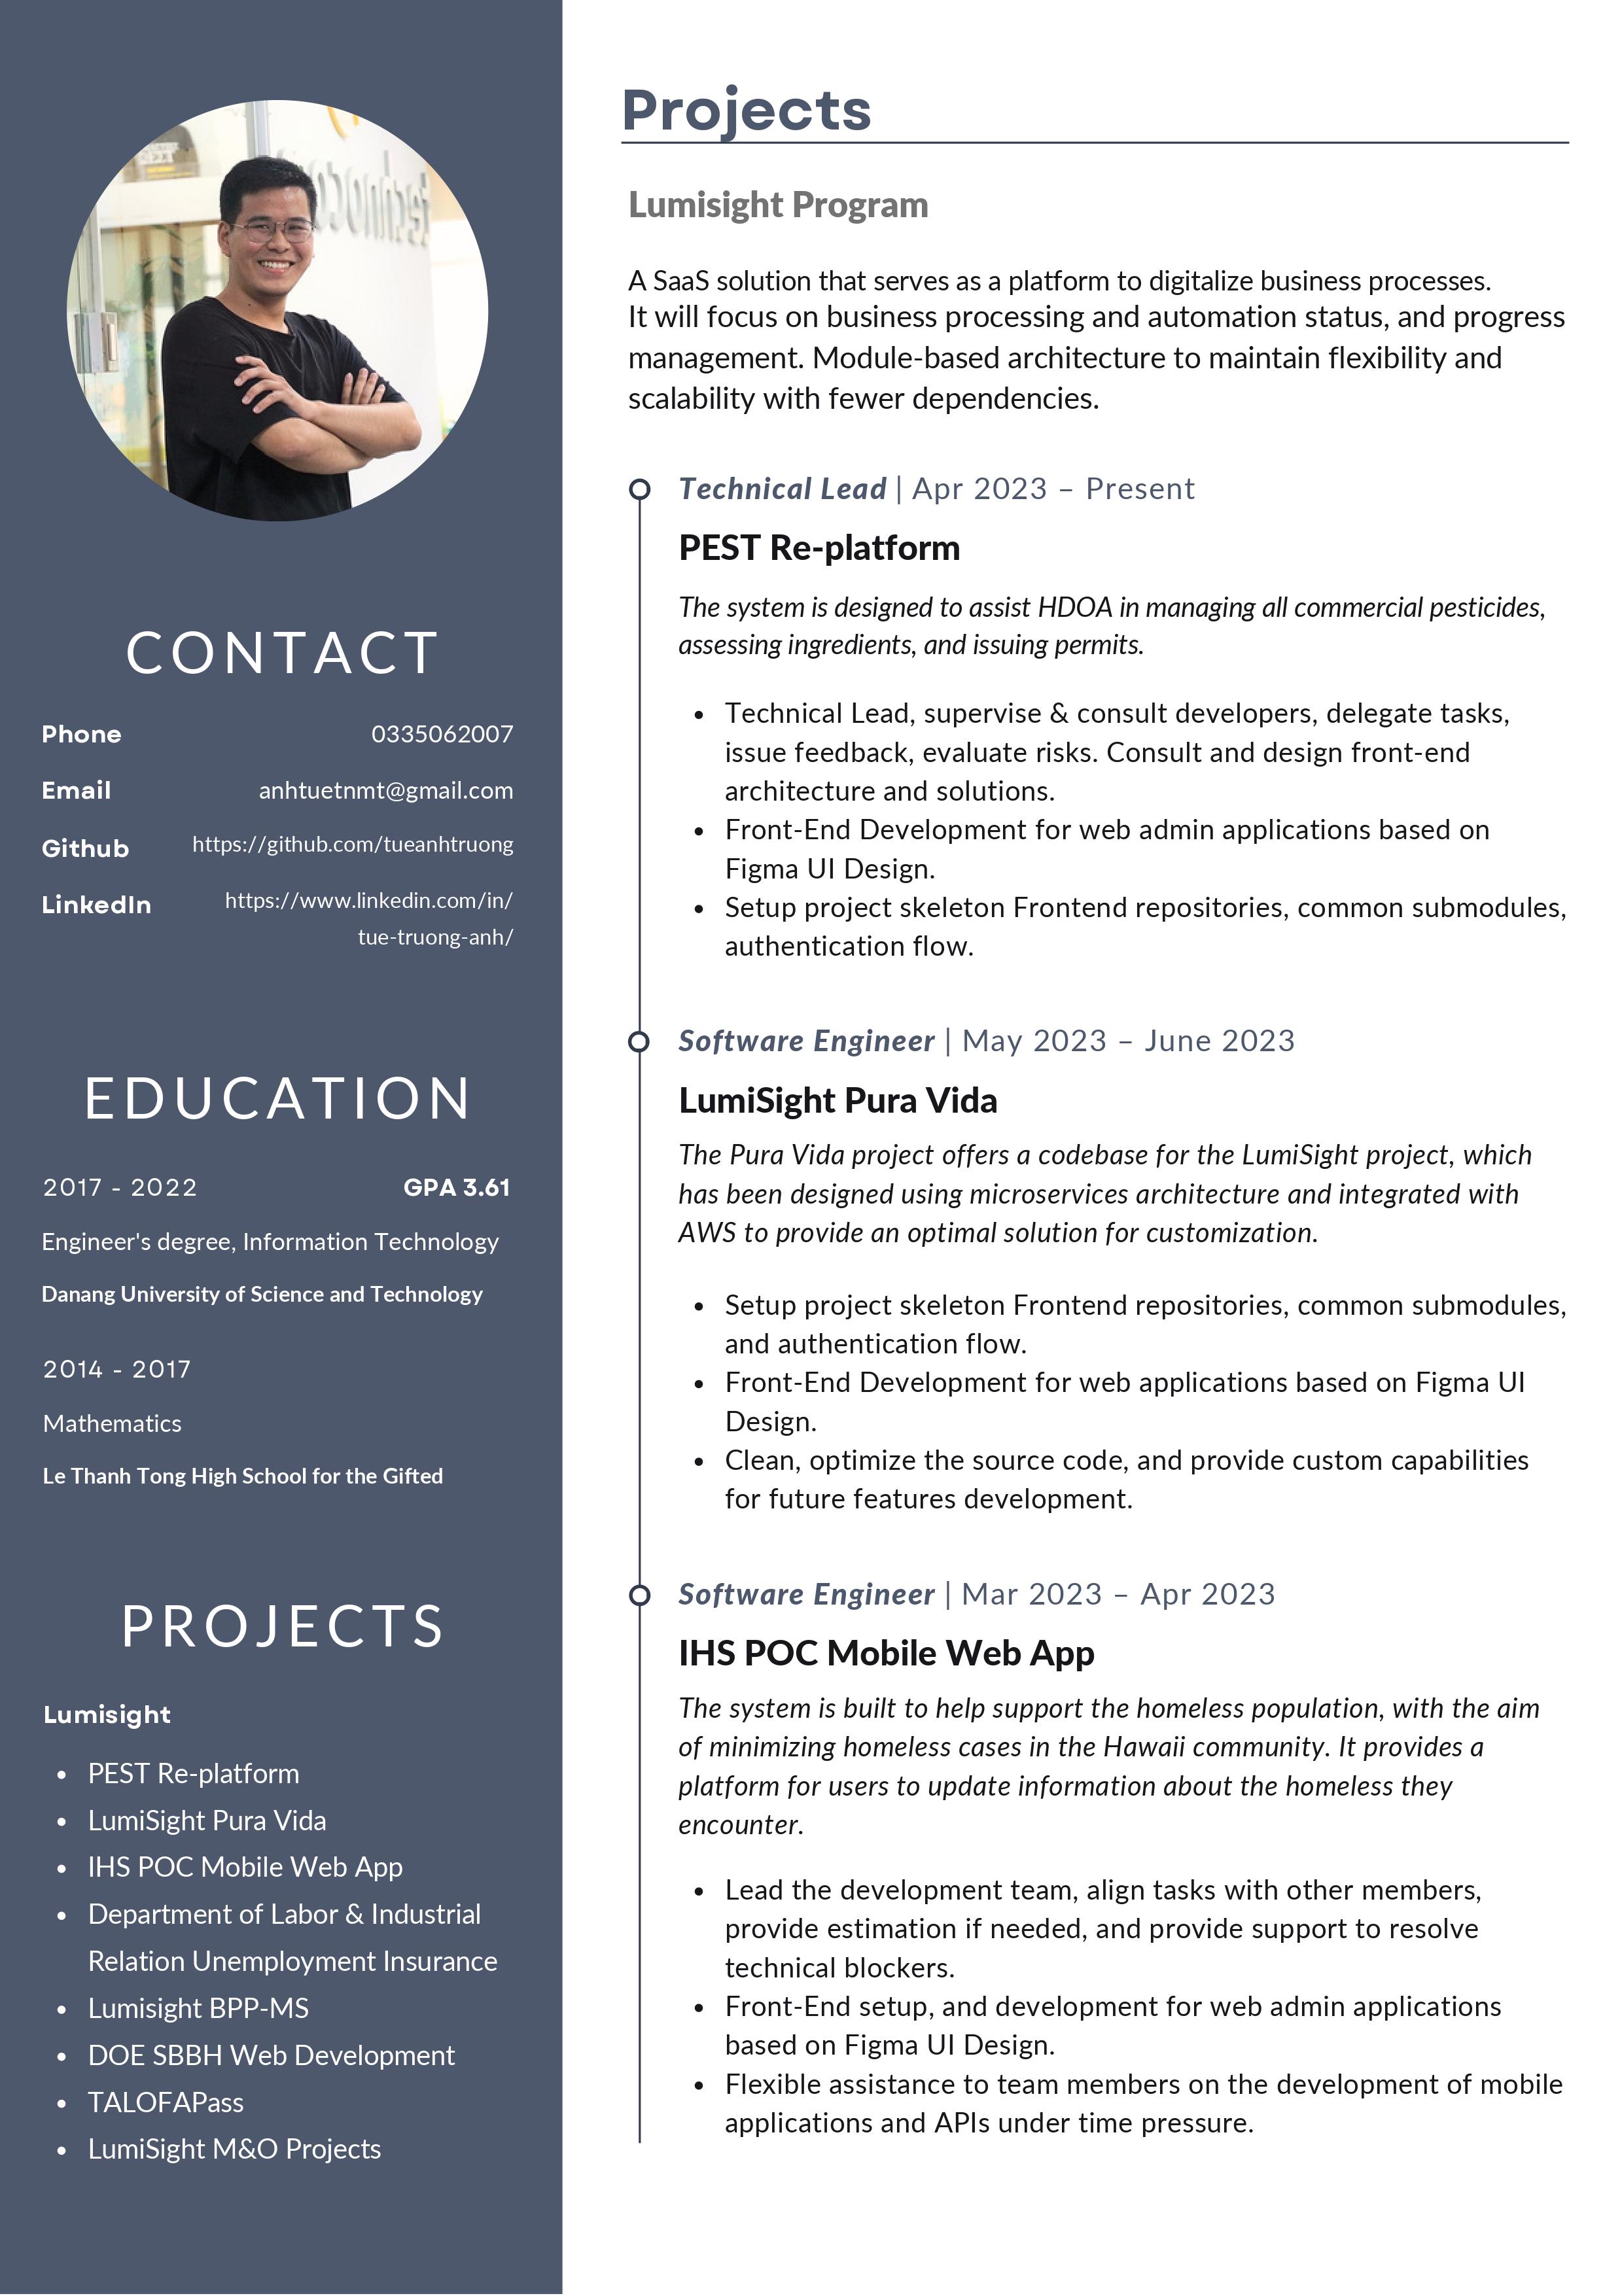 CONTACT
Phone 0335062007
Email anhtuetnmt@gmail.com
Github https://github.com/tueanhtruong
LinkedIn https://www.linkedin.com/in/
tue-truong-anh/
EDUCATION
2017 - 2022 GPA 3.61
Engineer's degree, Information Technology
Danang University of Science and Technology
2014 - 2017
Mathematics
Le Thanh Tong High School for the Gifted
PROJECTS
Lumisight
• PEST Re-platform
• LumiSight Pura Vida
• IHS POC Mobile Web App
• Department of Labor & Industrial
Relation Unemployment Insurance
• Lumisight BPP-MS
• DOE SBBH Web Development
• TALOFAPass
• LumiSight M&O Projects
Projects
Lumisight Program
A SaaS solution that serves as a platform to digitalize business processes.
It will focus on business processing and automation status, and progress
management. Module-based architecture to maintain flexibility and
scalability with fewer dependencies.
Technical Lead | Apr 2023 – Present
PEST Re-platform
The system is designed to assist HDOA in managing all commercial pesticides,
assessing ingredients, and issuing permits.
• Technical Lead, supervise & consult developers, delegate tasks,
issue feedback, evaluate risks. Consult and design front-end
architecture and solutions.
• Front-End Development for web admin applications based on
Figma UI Design.
• Setup project skeleton Frontend repositories, common submodules,
authentication flow.
Software Engineer | May 2023 – June 2023
LumiSight Pura Vida
The Pura Vida project offers a codebase for the LumiSight project, which
has been designed using microservices architecture and integrated with
AWS to provide an optimal solution for customization.
• Setup project skeleton Frontend repositories, common submodules,
and authentication flow.
• Front-End Development for web applications based on Figma UI
Design.
• Clean, optimize the source code, and provide custom capabilities
for future features development.
Software Engineer | Mar 2023 – Apr 2023
IHS POC Mobile Web App
The system is built to help support the homeless population, with the aim
of minimizing homeless cases in the Hawaii community. It provides a
platform for users to update information about the homeless they
encounter.
• Lead the development team, align tasks with other members,
provide estimation if needed, and provide support to resolve
technical blockers.
• Front-End setup, and development for web admin applications
based on Figma UI Design.
• Flexible assistance to team members on the development of mobile
applications and APIs under time pressure.